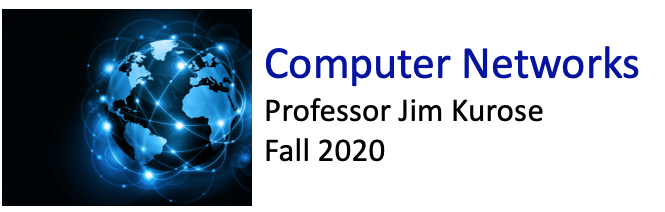 Computer Networks
Professor Jim Kurose
Fall 2020